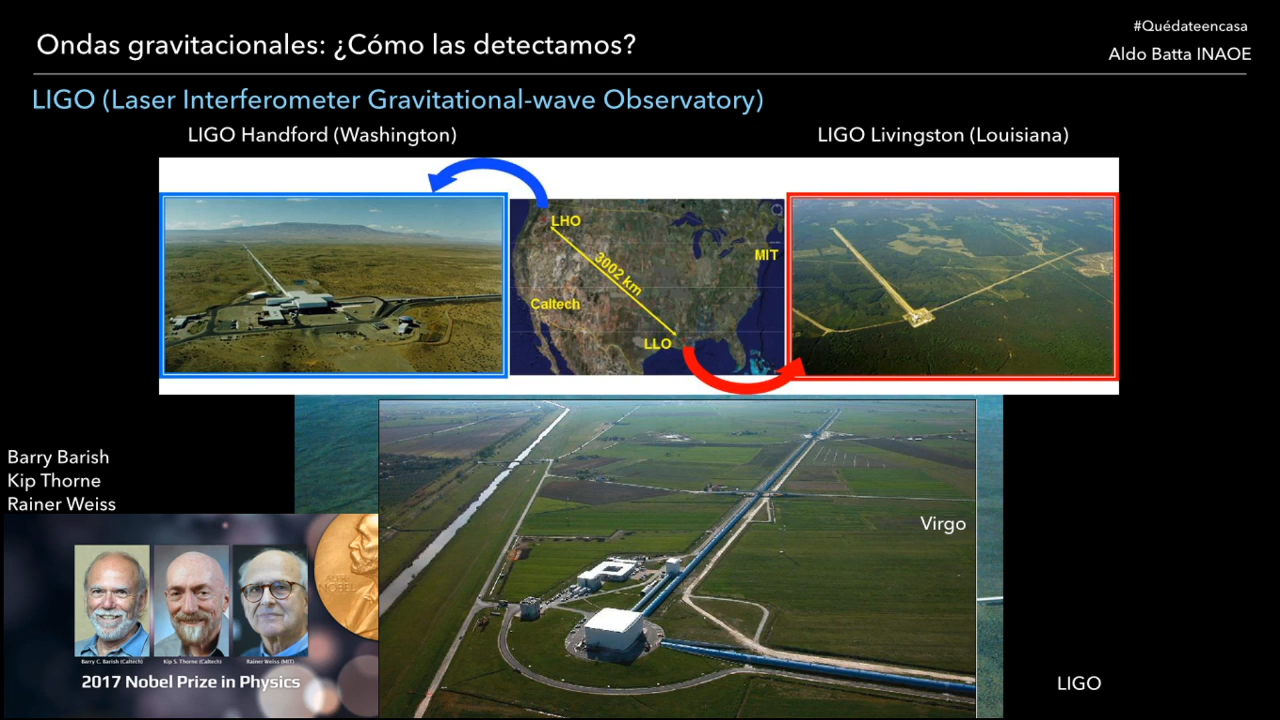 Ondas gravitacionales: ¿Cómo las detectamos?
#Quédateencasa
Aldo Batta INAOE
LIGO (Laser Interferometer Gravitational-wave Observatory)
LIGO Handford (Washington)
LIGO Livingston (Louisiana)
LHO
MIT
3002 km
Caltech
LLO
Barry Barish
Kip Thorne
Rainer Weiss
Virgo
Barry C. Barish (Caltech)
Kip S. Thorne (Caltech)
Rainer Weiss (MIT)
2017 Nobel Prize in Physics
LIGO